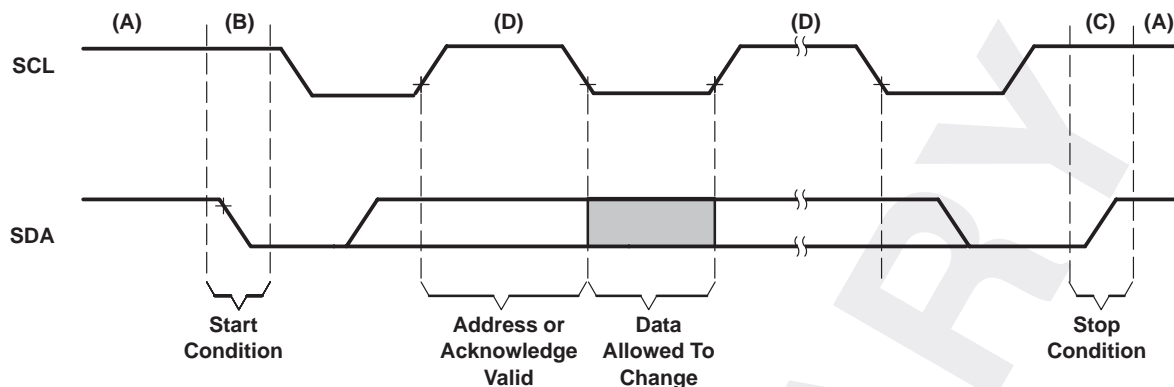 (A) (B) (D) (D) (C) (A)
SCL
SDA
Start
Condition
Address or
Acknowledge
Valid
Data
Allowed To
Change
Stop
Condition